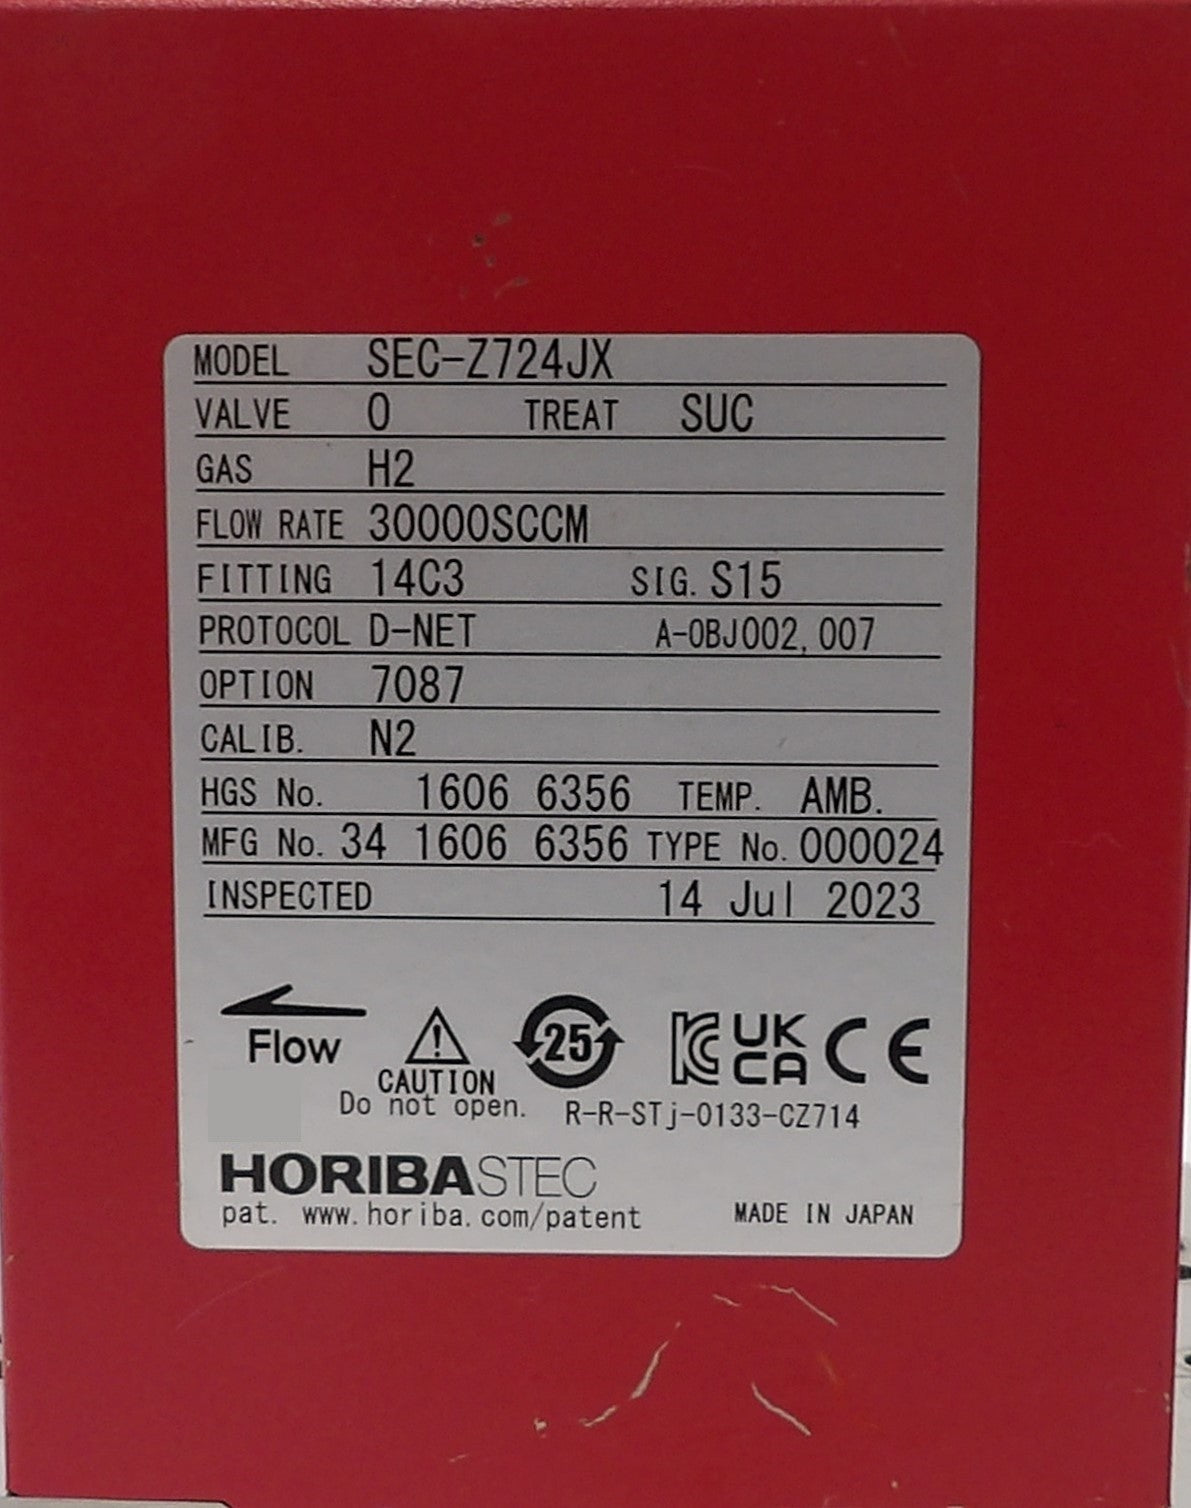 MODEL SEC-Z724JX
VALVE O TREAT SUC
GAS H2
FLOW RATE 30000SCCM
FITTING 14C3 SIG. S15
PROTOCOL D-NET A-OBJ002,007
OPTION 7087
CALIB. N2
HGS No. 1606 6356 TEMP. AMB.
MFG No. 34 1606 6356 TYPE No. 000024
INSPECTED 14 Jul 2023
Flow
CAUTION
Do not open.
25
KC UK CA CE
R-R-STj-0133-CZ714
HORIBASTEC
pat. www.horiba.com/patent MADE IN JAPAN